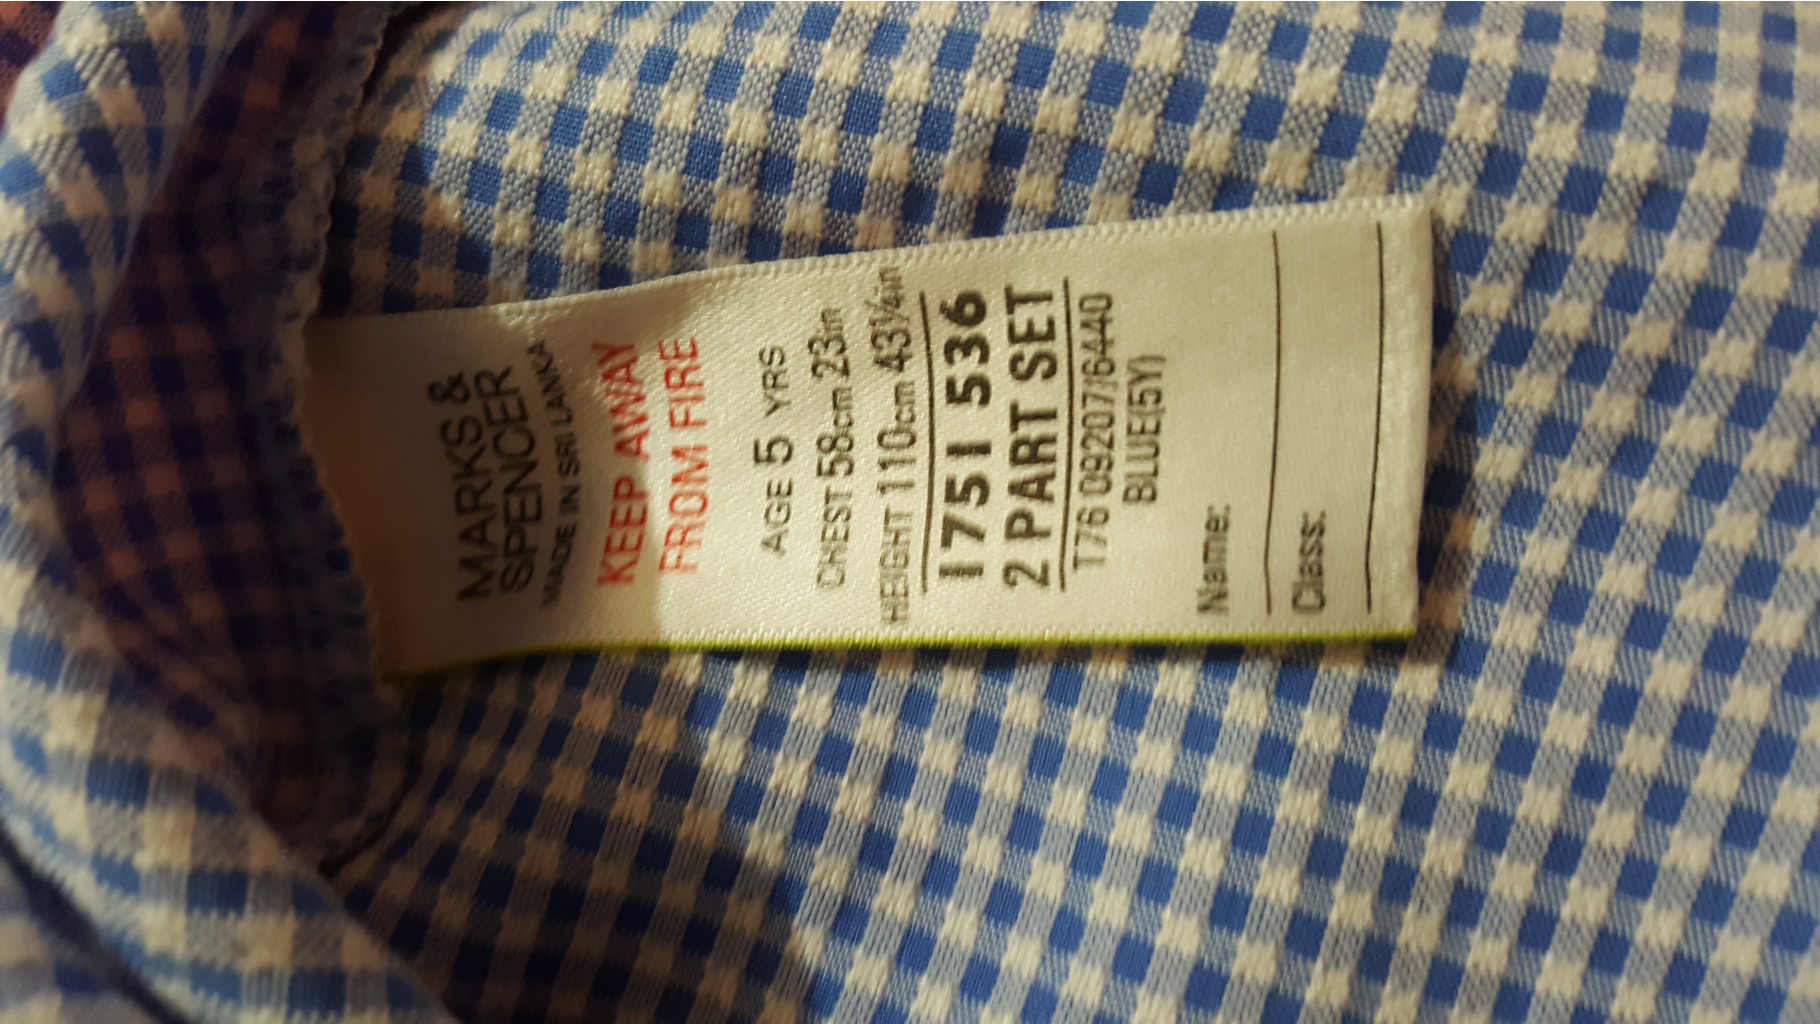 MARKS &
SPENCER
MADE IN SRI LANKA
KEEP AWAY
FROM FIRE
AGE 5 YRS
CHEST 58cm 23in
HEIGHT 110cm 43¼in
1751 536
2 PART SET
T76 09207/6440
BLUE(5Y)
Name:
Class: